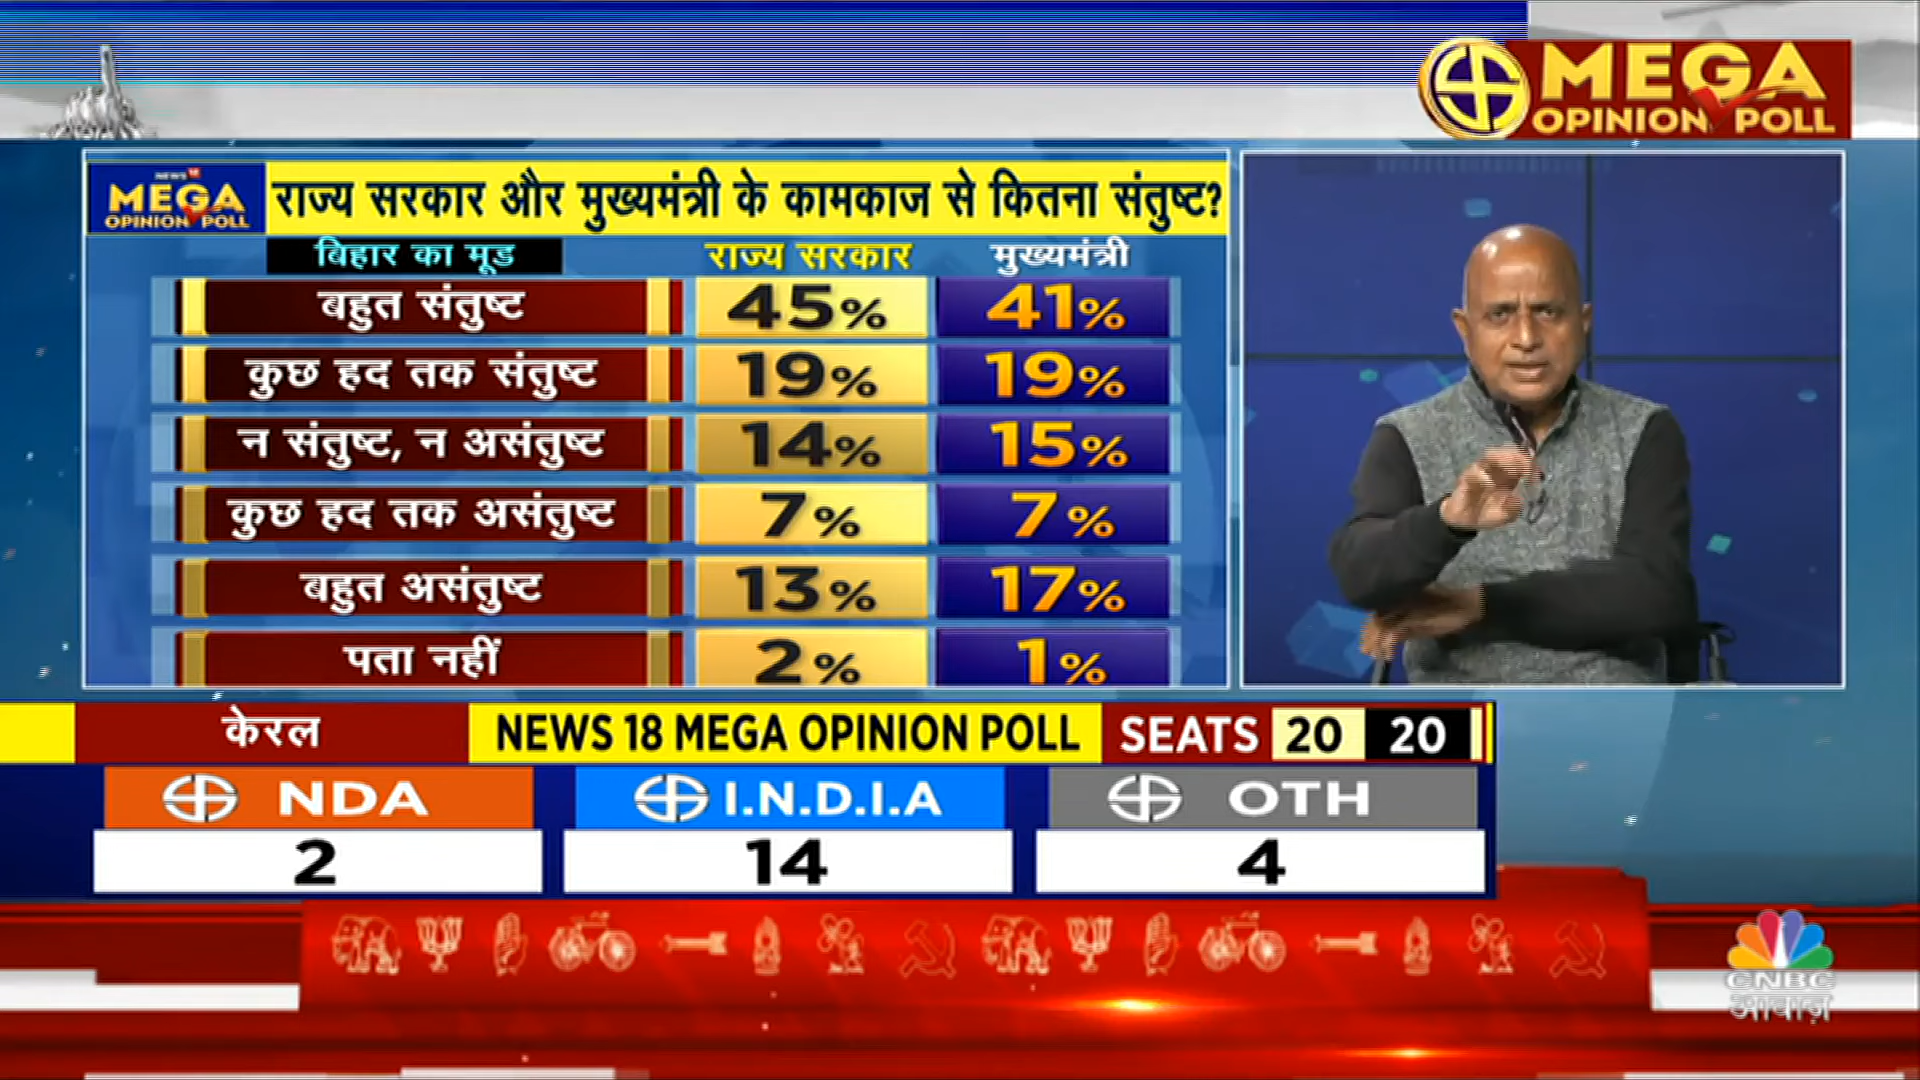 MEGA
OPINION POLL
NEWS 18
MEGA
OPINION POLL
राज्य सरकार और मुख्यमंत्री के कामकाज से कितना संतुष्ट?
बिहार का मूड राज्य सरकार मुख्यमंत्री
बहुत संतुष्ट 45% 41%
कुछ हद तक संतुष्ट 19% 19%
न संतुष्ट, न असंतुष्ट 14% 15%
कुछ हद तक असंतुष्ट 7% 7%
बहुत असंतुष्ट 13% 17%
पता नहीं 2% 1%
केरल NEWS 18 MEGA OPINION POLL SEATS 20 20
NDA I.N.D.I.A OTH
2 14 4
CNBC
आवाज़